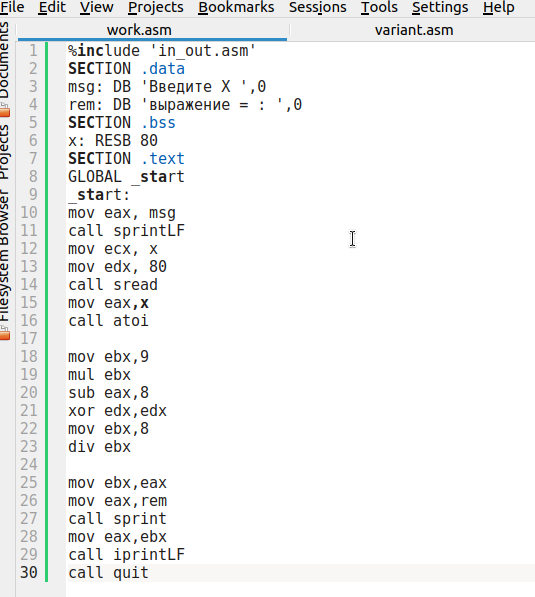 File Edit View Projects Bookmarks Sessions Tools Settings Help
work.asm variant.asm
Documents
Projects
Filesystem Browser
1 %include 'in_out.asm'
2 SECTION .data
3 msg: DB 'Введите X ',0
4 rem: DB 'выражение = : ',0
5 SECTION .bss
6 x: RESB 80
7 SECTION .text
8 GLOBAL _start
9 _start:
10 mov eax, msg
11 call sprintLF
12 mov ecx, x
13 mov edx, 80
14 call sread
15 mov eax,x
16 call atoi
17
18 mov ebx,9
19 mul ebx
20 sub eax,8
21 xor edx,edx
22 mov ebx,8
23 div ebx
24
25 mov ebx,eax
26 mov eax,rem
27 call sprint
28 mov eax,ebx
29 call iprintLF
30 call quit